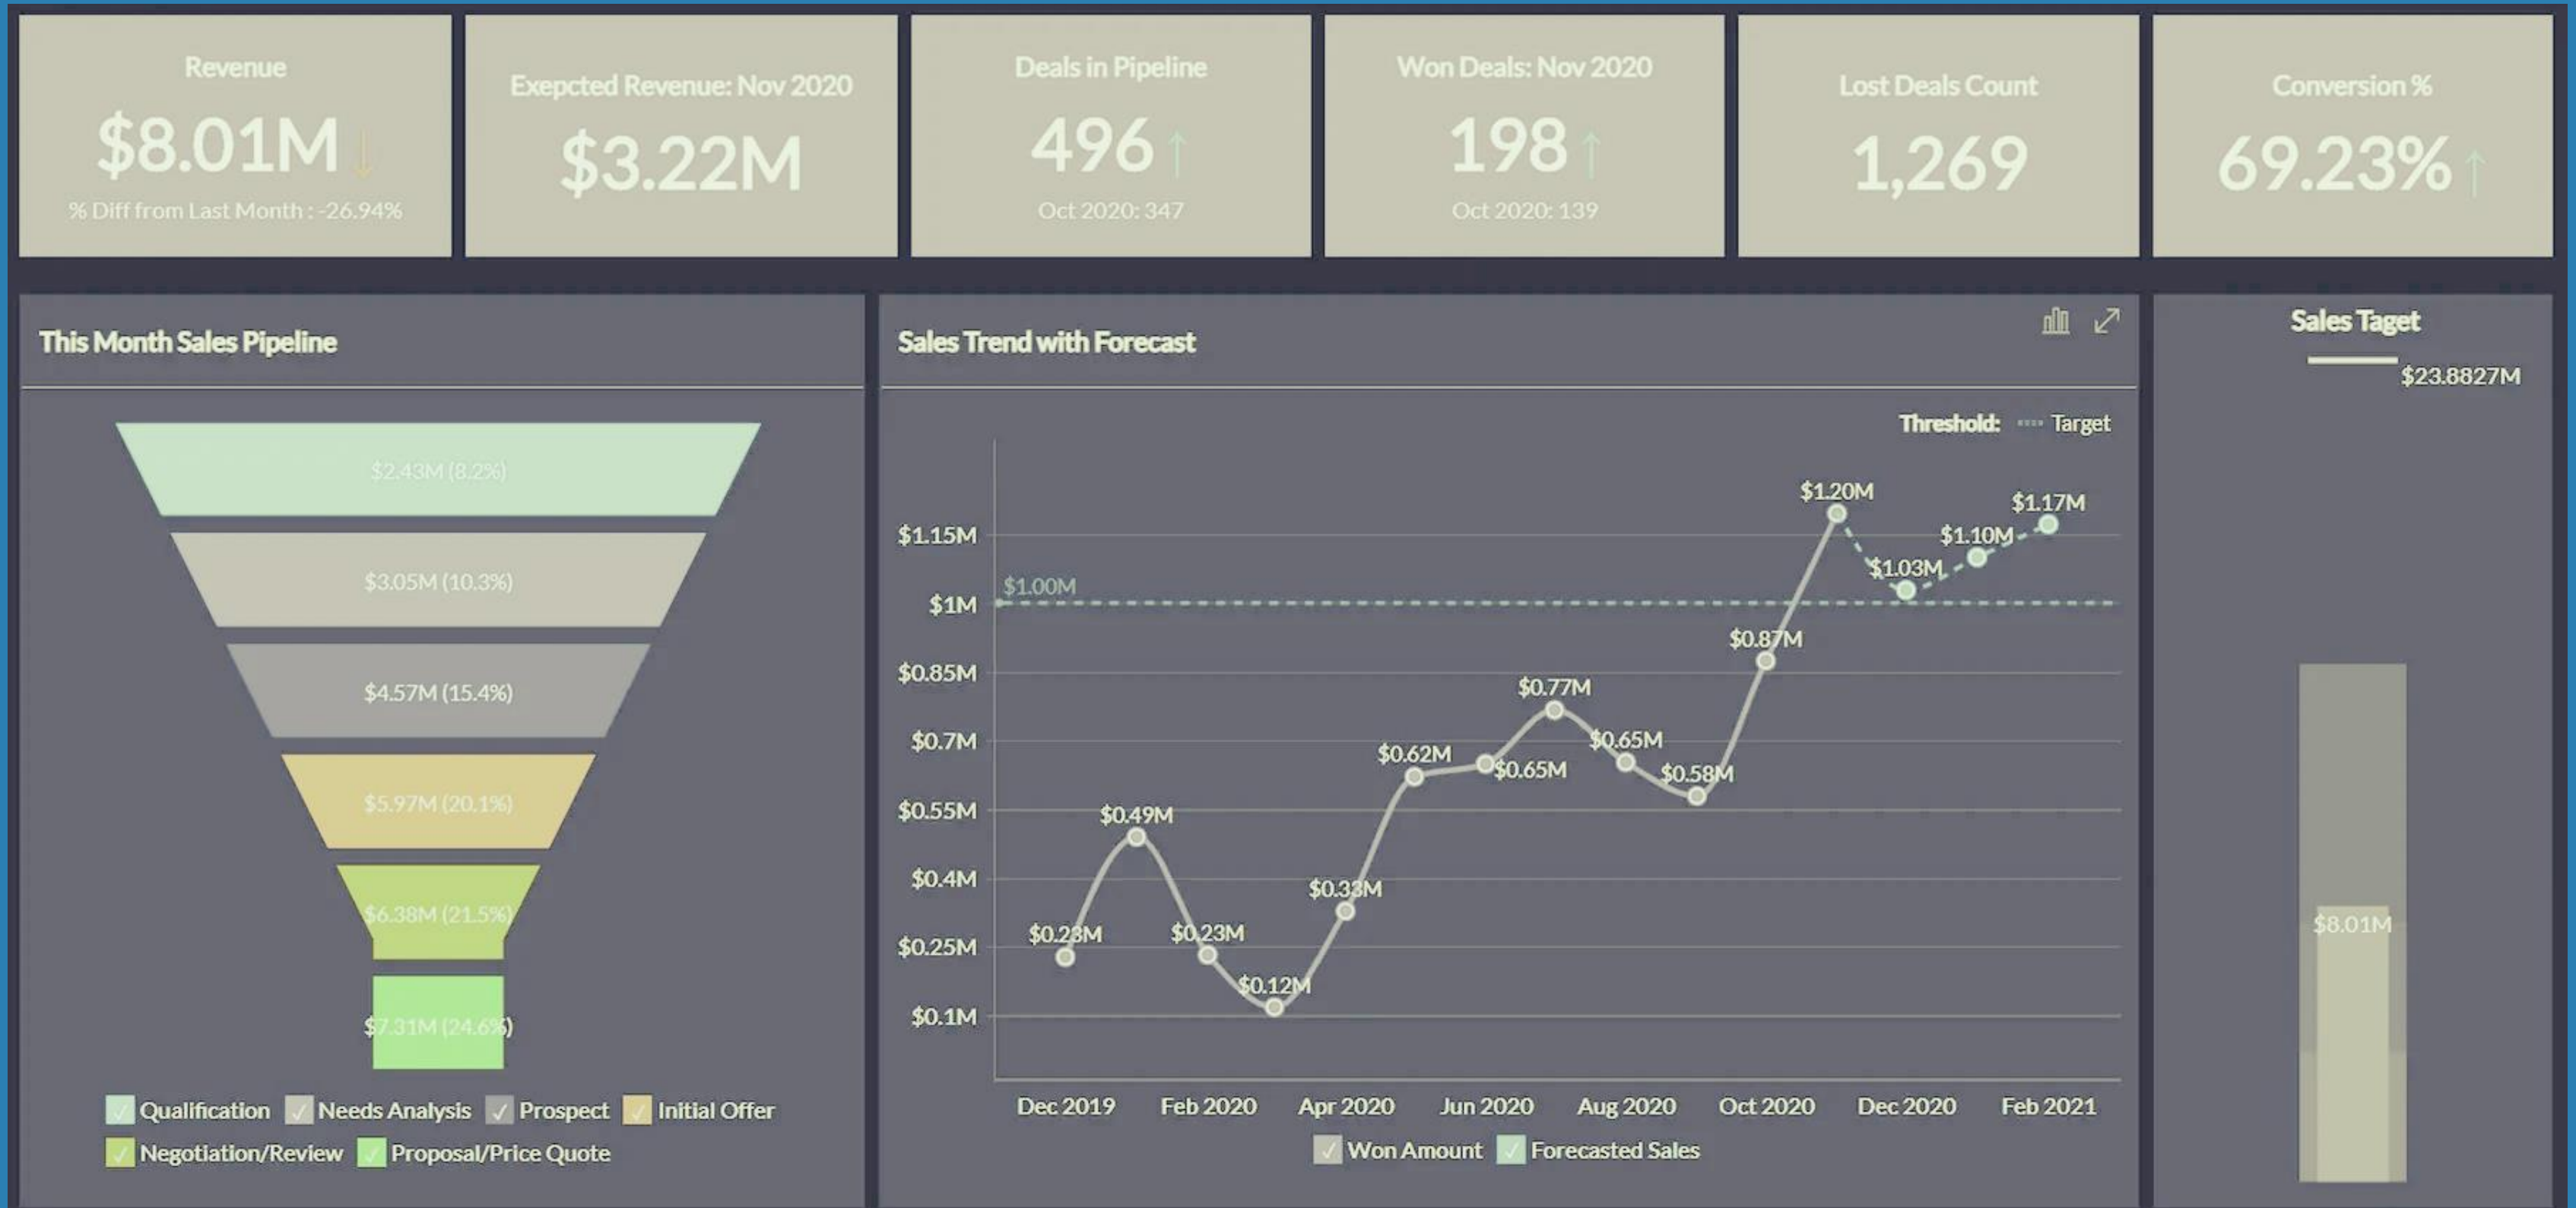 Revenue
$8.01M ↓
% Diff from Last Month : -26.94%
Exepcted Revenue: Nov 2020
$3.22M
Deals in Pipeline
496 ↑
Oct 2020: 347
Won Deals: Nov 2020
198 ↑
Oct 2020: 139
Lost Deals Count
1,269
Conversion %
69.23% ↑
This Month Sales Pipeline
$2.43M (8.2%)
$3.05M (10.3%)
$4.57M (15.4%)
$5.97M (20.1%)
$6.38M (21.5%)
$7.31M (24.6%)
Qualification Needs Analysis Prospect Initial Offer
Negotiation/Review Proposal/Price Quote
Sales Trend with Forecast
Threshold: Target
$1.15M
$1M
$0.85M
$0.7M
$0.55M
$0.4M
$0.25M
$0.1M
$1.00M
$0.23M
$0.49M
$0.23M
$0.12M
$0.33M
$0.62M
$0.65M
$0.77M
$0.65M
$0.58M
$0.87M
$1.20M
$1.03M
$1.10M
$1.17M
Dec 2019 Feb 2020 Apr 2020 Jun 2020 Aug 2020 Oct 2020 Dec 2020 Feb 2021
Won Amount Forecasted Sales
Sales Taget
$23.8827M
$8.01M